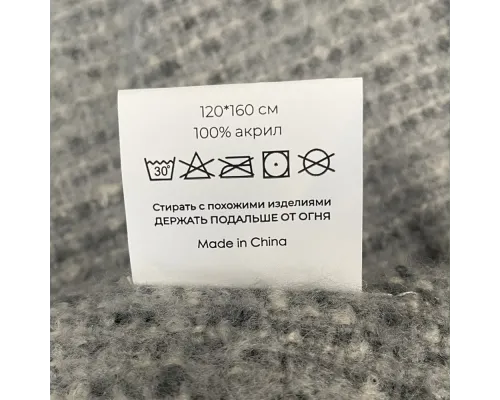 120*160 см
100% акрил
30°
Стирать с похожими изделиями
ДЕРЖАТЬ ПОДАЛЬШЕ ОТ ОГНЯ
Made in China